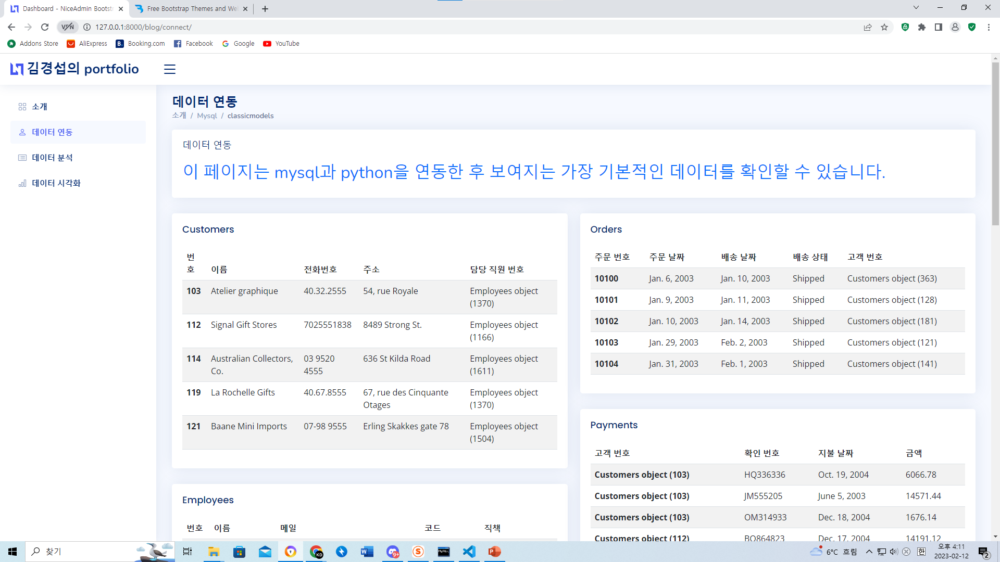 Dashboard - NiceAdmin Bootst
Free Bootstrap Themes and We
VPN
127.0.0.1:8000/blog/connect/
Addons Store
AliExpress
B.
Booking.com
Facebook
Google
YouTube
김경섭의 portfolio
소개
데이터 연동
데이터 분석
데이터 시각화
데이터 연동
소개 / Mysql / classicmodels
데이터 연동
이 페이지는 mysql과 python을 연동한 후 보여지는 가장 기본적인 데이터를 확인할 수 있습니다.
Customers
번호 이름 전화번호 주소 담당 직원 번호
103 Atelier graphique 40.32.2555 54, rue Royale Employees object (1370)
112 Signal Gift Stores 7025551838 8489 Strong St. Employees object (1166)
114 Australian Collectors, Co. 03 9520 4555 636 St Kilda Road Employees object (1611)
119 La Rochelle Gifts 40.67.8555 67, rue des Cinquante Otages Employees object (1370)
121 Baane Mini Imports 07-98 9555 Erling Skakkes gate 78 Employees object (1504)
Employees
번호 이름 메일 코드 직책
Orders
주문 번호 주문 날짜 배송 날짜 배송 상태 고객 번호
10100 Jan. 6, 2003 Jan. 10, 2003 Shipped Customers object (363)
10101 Jan. 9, 2003 Jan. 11, 2003 Shipped Customers object (128)
10102 Jan. 10, 2003 Jan. 14, 2003 Shipped Customers object (181)
10103 Jan. 29, 2003 Feb. 2, 2003 Shipped Customers object (121)
10104 Jan. 31, 2003 Feb. 1, 2003 Shipped Customers object (141)
Payments
고객 번호 확인 번호 지불 날짜 금액
Customers object (103) HQ336336 Oct. 19, 2004 6066.78
Customers object (103) JM555205 June 5, 2003 14571.44
Customers object (103) OM314933 Dec. 18, 2004 1676.14
Customers object (112) BO864823 Dec. 17, 2004 14191.12
찾기
KD
9+
MySQL
6°C 흐림
한
오후 4:11
2023-02-12
2